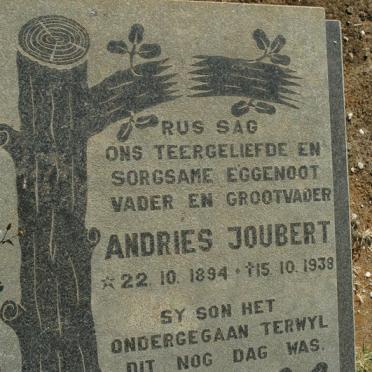 RUS SAG
ONS TEERGELIEFDE EN
SORGSAME EGGENOOT
VADER EN GROOTVADER
ANDRIES JOUBERT
☆ 22.10.1894 - †15.10.1938
SY SON HET
ONDERGEGAAN TERWYL
DIT NOG DAG WAS.